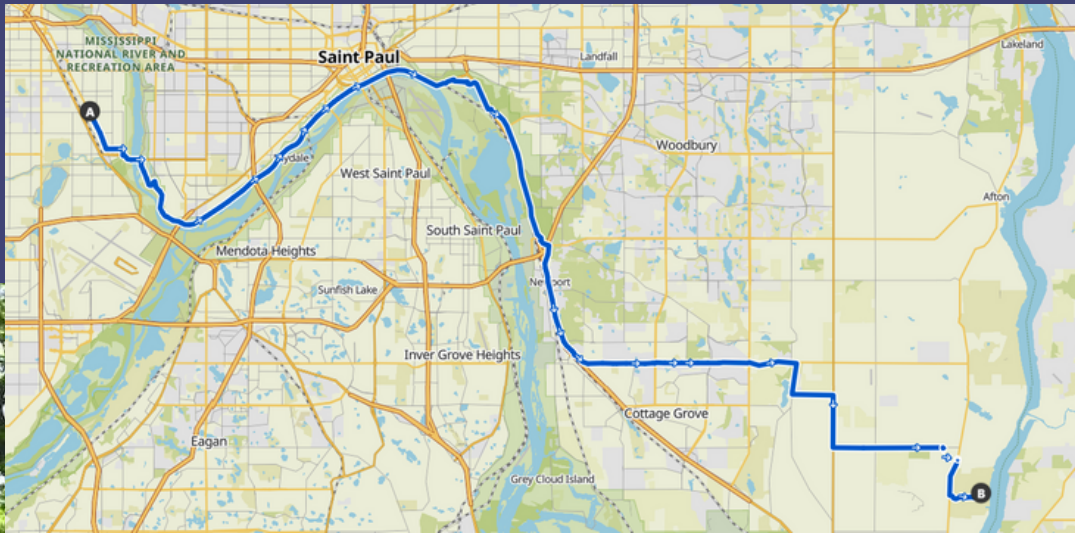 MISSISSIPPI
NATIONAL RIVER AND
RECREATION AREA
Saint Paul
Landfall
Lakeland
A
Woodbury
West Saint Paul
Afton
South Saint Paul
Mendota Heights
Sunfish Lake
Inver Grove Heights
Cottage Grove
Eagan
Grey Cloud Island
B